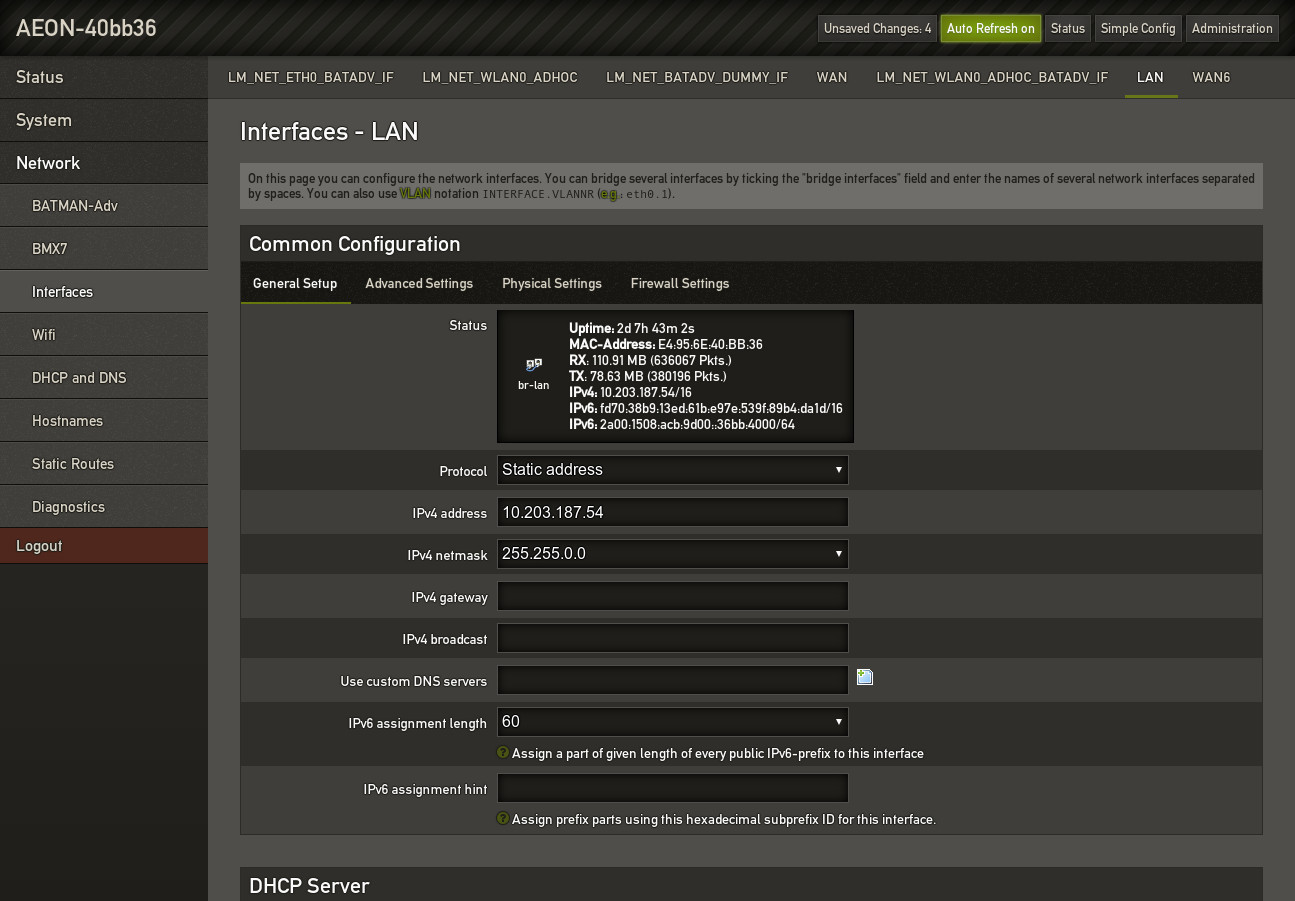 AEON-40bb36
Unsaved Changes: 4 Auto Refresh on Status Simple Config Administration
Status
System
Network
BATMAN-Adv
BMX7
Interfaces
Wifi
DHCP and DNS
Hostnames
Static Routes
Diagnostics
Logout
LM_NET_ETH0_BATADV_IF LM_NET_WLAN0_ADHOC LM_NET_BATADV_DUMMY_IF WAN LM_NET_WLAN0_ADHOC_BATADV_IF LAN WAN6
Interfaces - LAN
On this page you can configure the network interfaces. You can bridge several interfaces by ticking the "bridge interfaces" field and enter the names of several network interfaces separated
by spaces. You can also use VLAN notation INTERFACE.VLANNR (e.g.: eth0.1).
Common Configuration
General Setup Advanced Settings Physical Settings Firewall Settings
Status
br-lan
Uptime: 2d 7h 43m 2s
MAC-Address: E4:95:6E:40:BB:36
RX: 110.91 MB (636067 Pkts.)
TX: 78.63 MB (380196 Pkts.)
IPv4: 10.203.187.54/16
IPv6: fd70:38b9:13ed:61b:e97e:539f:89b4:da1d/16
IPv6: 2a00:1508:acb:9d00::36bb:4000/64
Protocol Static address
IPv4 address 10.203.187.54
IPv4 netmask 255.255.0.0
IPv4 gateway
IPv4 broadcast
Use custom DNS servers
IPv6 assignment length 60
Assign a part of given length of every public IPv6-prefix to this interface
IPv6 assignment hint
Assign prefix parts using this hexadecimal subprefix ID for this interface.
DHCP Server